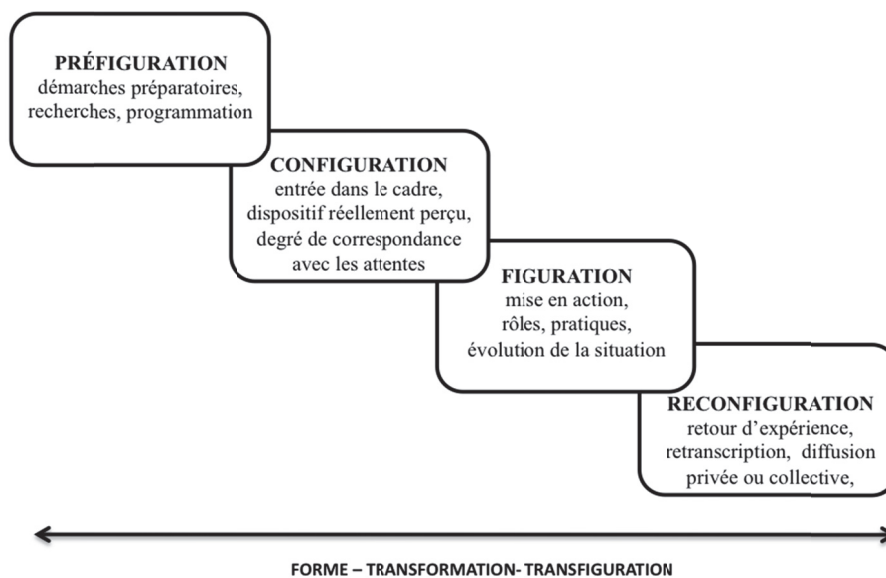 PRÉFIGURATION
démarches préparatoires,
recherches, programmation
CONFIGURATION
entrée dans le cadre,
dispositif réellement perçu,
degré de correspondance
avec les attentes
FIGURATION
mise en action,
rôles, pratiques,
évolution de la situation
RECONFIGURATION
retour d’expérience,
retranscription, diffusion
privée ou collective,
FORME – TRANSFORMATION- TRANSFIGURATION